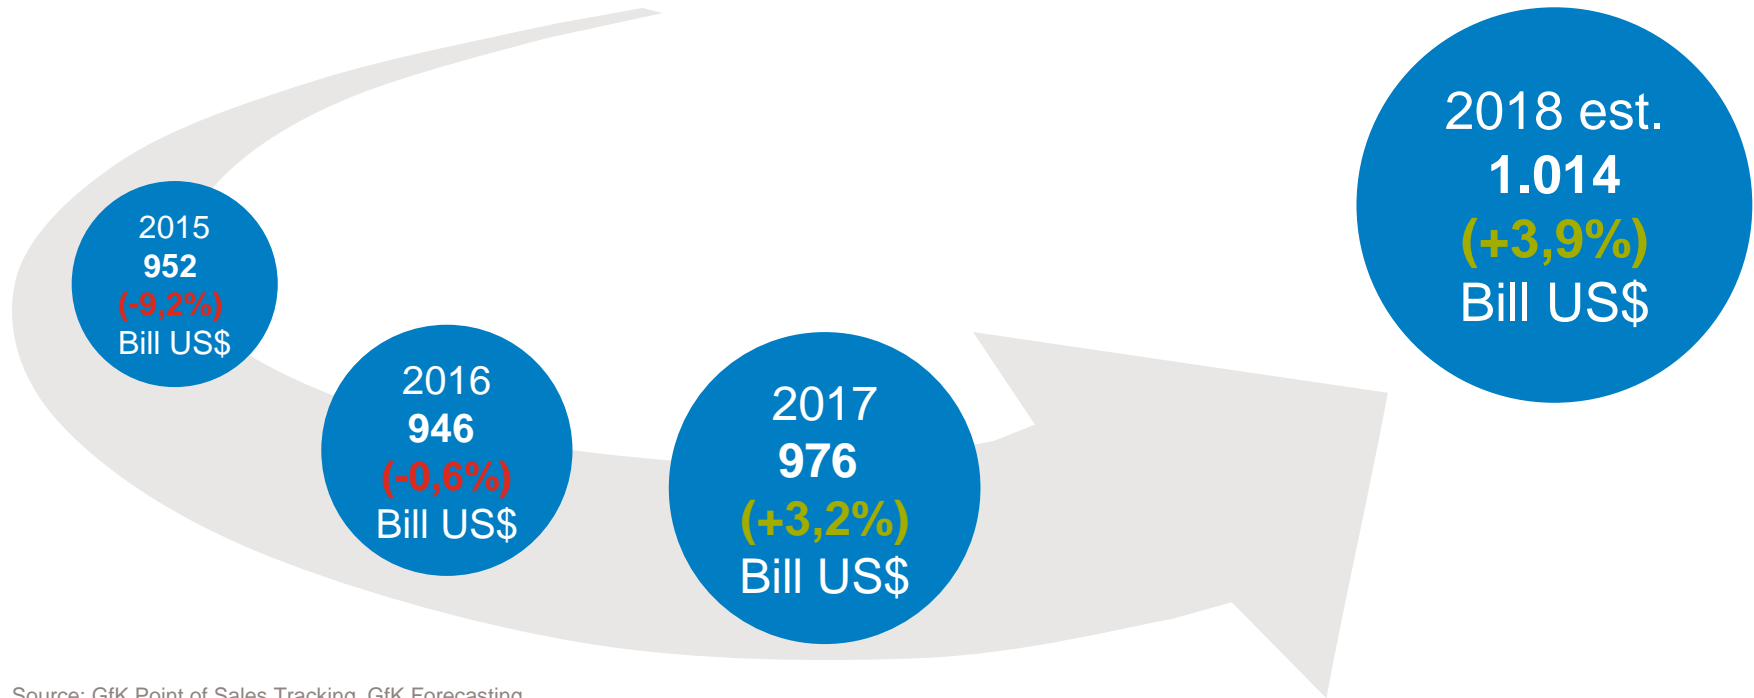 2015
952
(-9,2%)
Bill US$
2016
946
(-0,6%)
Bill US$
2017
976
(+3,2%)
Bill US$
2018 est.
1.014
(+3,9%)
Bill US$
Source: GfK Point of Sales Tracking, GfK Forecasting